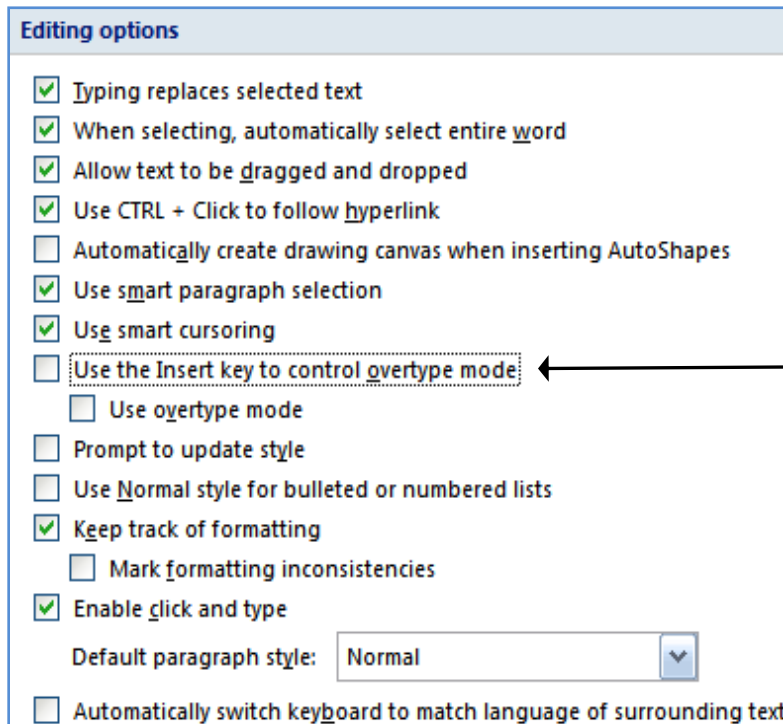 Editing options
Typing replaces selected text
When selecting, automatically select entire word
Allow text to be dragged and dropped
Use CTRL + Click to follow hyperlink
Automatically create drawing canvas when inserting AutoShapes
Use smart paragraph selection
Use smart cursoring
Use the Insert key to control overtype mode
Use overtype mode
Prompt to update style
Use Normal style for bulleted or numbered lists
Keep track of formatting
Mark formatting inconsistencies
Enable click and type
Default paragraph style: Normal
Automatically switch keyboard to match language of surrounding text